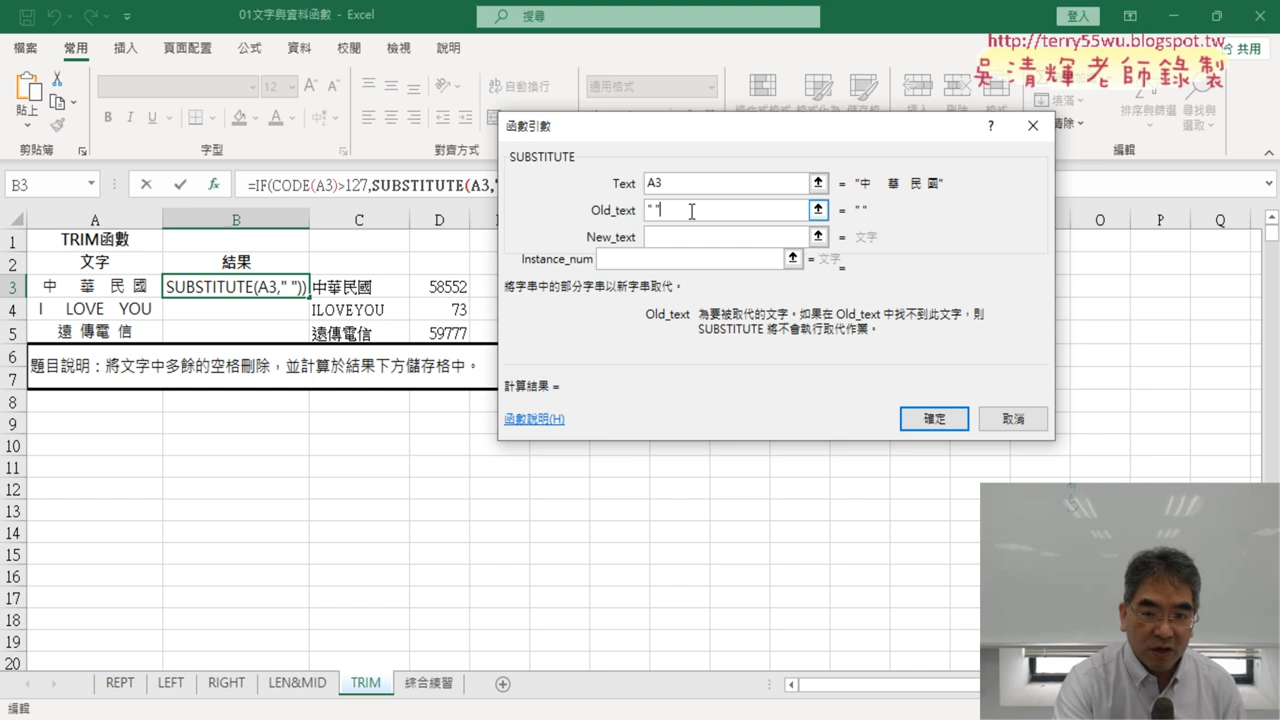 01文字與資料函數 - Excel
搜尋
登入
http://terry55wu.blogspot.tw
吳清輝老師錄製
檔案 常用 插入 頁面配置 公式 資料 校閱 檢視 說明
共用
貼上
12
自動換行
通用格式
填滿
清除
排序與篩選
尋找與選取
剪貼簿
字型
對齊方式
編輯
B3
=IF(CODE(A3)>127,SUBSTITUTE(A3,"
函數引數
SUBSTITUTE
Text A3 = "中 華 民 國"
Old_text " " = " "
New_text = 文字
Instance_num = 文字
=
將字串中的部分字串以新字串取代。
Old_text 為要被取代的文字。如果在 Old_text 中找不到此文字，則
SUBSTITUTE 將不會執行取代作業。
計算結果 =
函數說明(H)
確定
取消
A B C D O P Q
1 TRIM函數
2 文字 結果
3 中 華 民 國 SUBSTITUTE(A3," ")) 中華民國 58552
4 I LOVE YOU ILOVEYOU 73
5 遠 傳電 信 遠傳電信 59777
6
7
題目說明：將文字中多餘的空格刪除，並計算於結果下方儲存格中。
8
9
10
11
12
13
14
15
16
17
18
19
20
REPT LEFT RIGHT LEN&MID TRIM 綜合練習
編輯